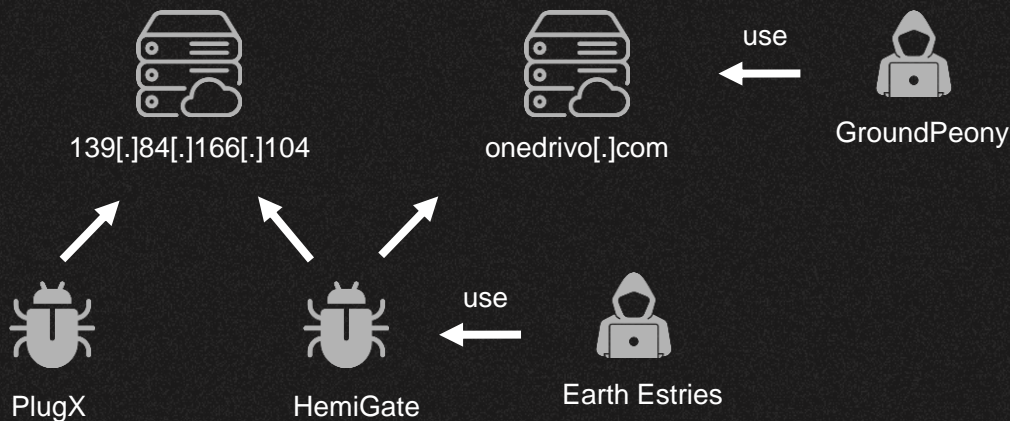 use
GroundPeony
139[.]84[.]166[.]104
onedrivo[.]com
use
PlugX
HemiGate
Earth Estries